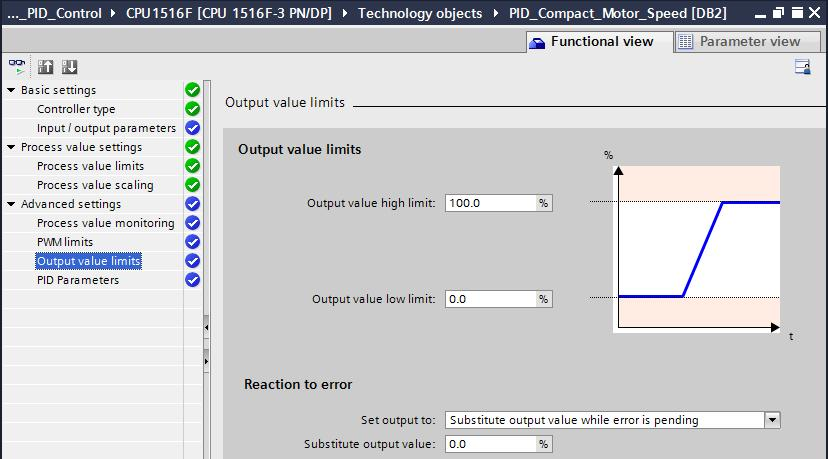 ..._PID_Control ▸ CPU1516F [CPU 1516F-3 PN/DP] ▸ Technology objects ▸ PID_Compact_Motor_Speed [DB2]
Functional view
Parameter view
Basic settings
Controller type
Input / output parameters
Process value settings
Process value limits
Process value scaling
Advanced settings
Process value monitoring
PWM limits
Output value limits
PID Parameters
Output value limits
Output value limits
Output value high limit: 100.0 %
Output value low limit: 0.0 %
%
t
Reaction to error
Set output to: Substitute output value while error is pending
Substitute output value: 0.0 %